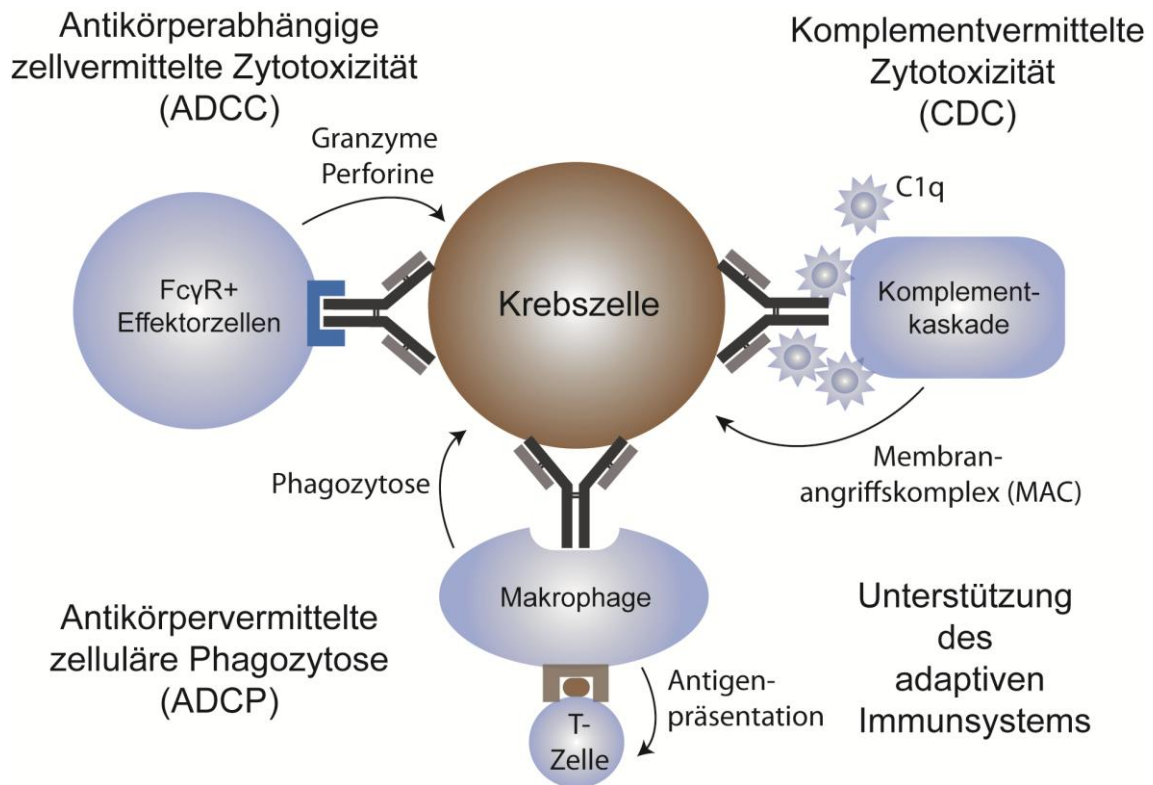 Antikörperabhängige
zellvermittelte Zytotoxizität
(ADCC)
Komplementvermittelte
Zytotoxizität
(CDC)
Granzyme
Perforine
C1q
FcγR+
Effektorzellen
Krebszelle
Komplement-
kaskade
Phagozytose
Membran-
angriffskomplex (MAC)
Makrophage
Antikörpervermittelte
zelluläre Phagozytose
(ADCP)
Unterstützung
des
adaptiven
Immunsystems
Antigen-
präsentation
T-
Zelle